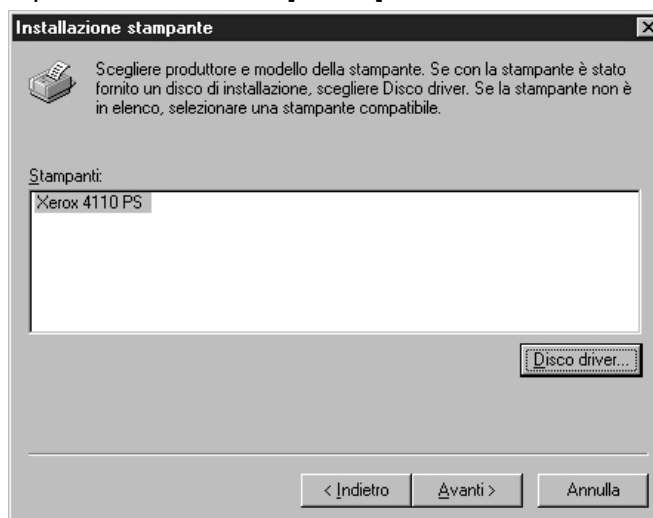 Installazione stampante
Scegliere produttore e modello della stampante. Se con la stampante è stato
fornito un disco di installazione, scegliere Disco driver. Se la stampante non è
in elenco, selezionare una stampante compatibile.
Stampanti:
Xerox 4110 PS
Disco driver...
< Indietro
Avanti >
Annulla